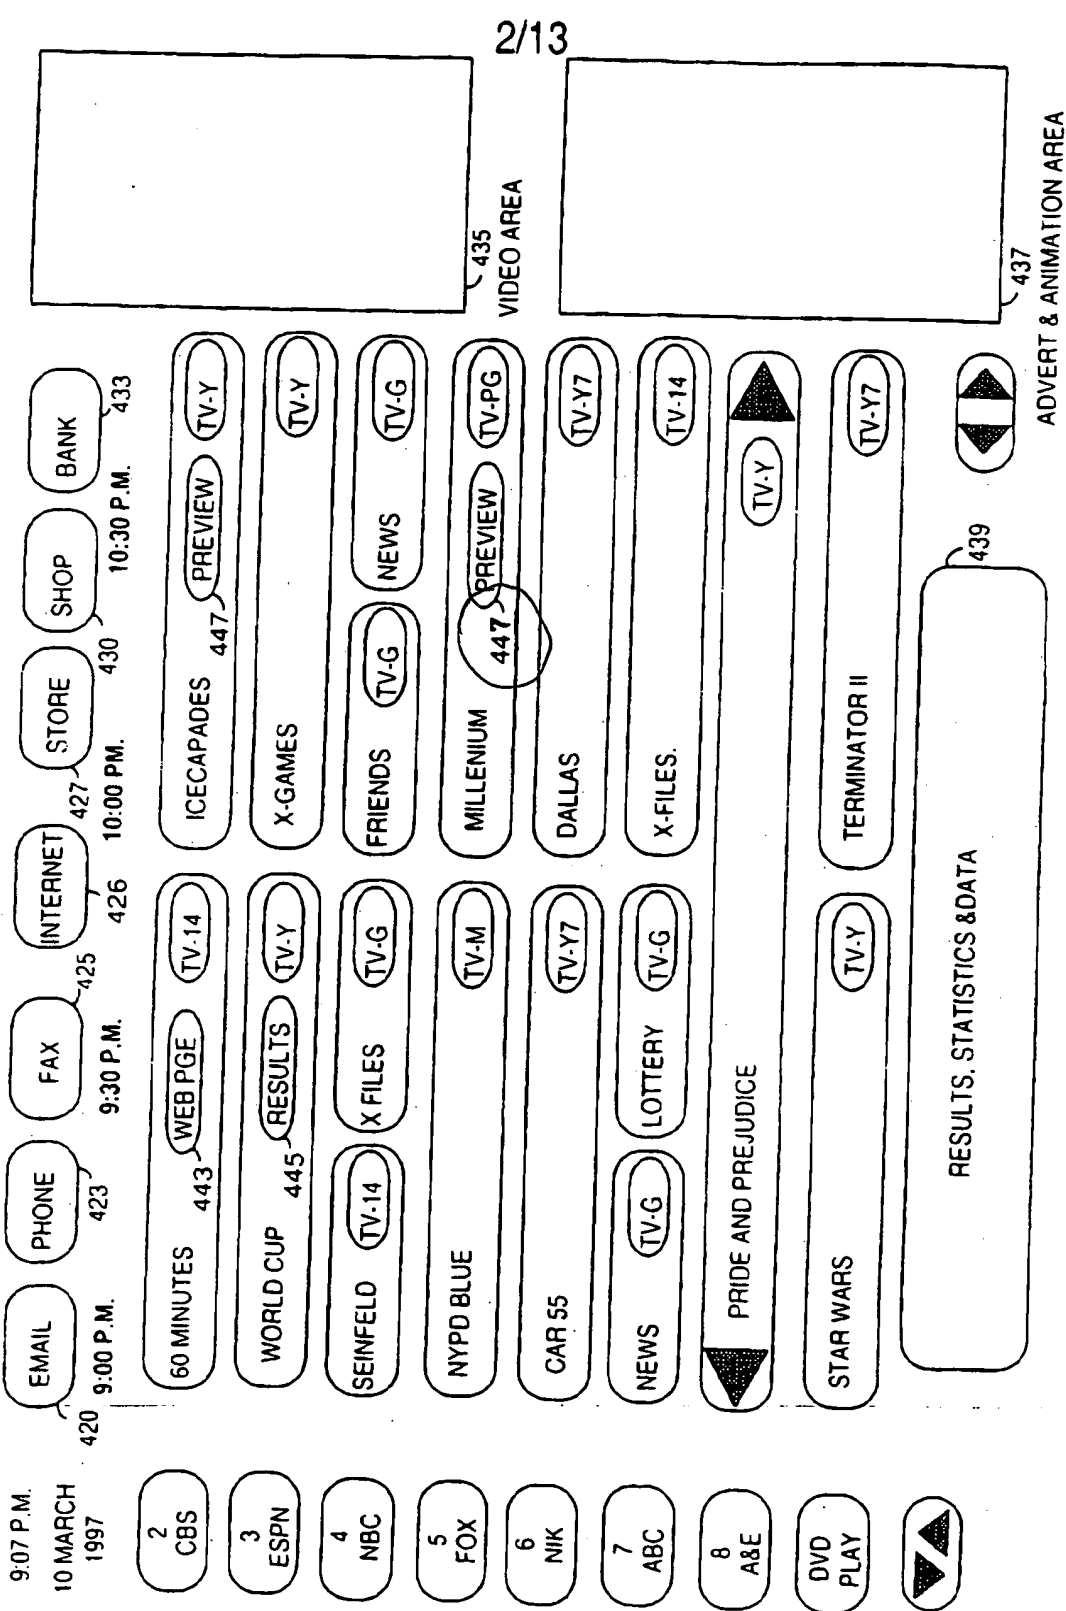 2/13
9:07 P.M.
10 MARCH
1997
EMAIL
420
PHONE
423
FAX
425
INTERNET
426
STORE
427
SHOP
430
BANK
433
9:00 P.M.
9:30 P.M.
10:00 PM.
10:30 P.M.
2
CBS
60 MINUTES
WEB PGE
443
TV-14
ICECAPADES
447
PREVIEW
TV-Y
3
ESPN
WORLD CUP
445
RESULTS
TV-Y
X-GAMES
TV-Y
4
NBC
SEINFELD
TV-14
X FILES
TV-G
FRIENDS
TV-G
NEWS
TV-G
5
FOX
NYPD BLUE
TV-M
MILLENIUM
447
PREVIEW
TV-PG
6
NIK
CAR 55
TV-Y7
DALLAS
TV-Y7
7
ABC
NEWS
TV-G
LOTTERY
TV-G
X-FILES.
TV-14
8
A&E
PRIDE AND PREJUDICE
TV-Y
DVD
PLAY
STAR WARS
TV-Y
TERMINATOR II
TV-Y7
RESULTS, STATISTICS &DATA
439
435
VIDEO AREA
437
ADVERT & ANIMATION AREA